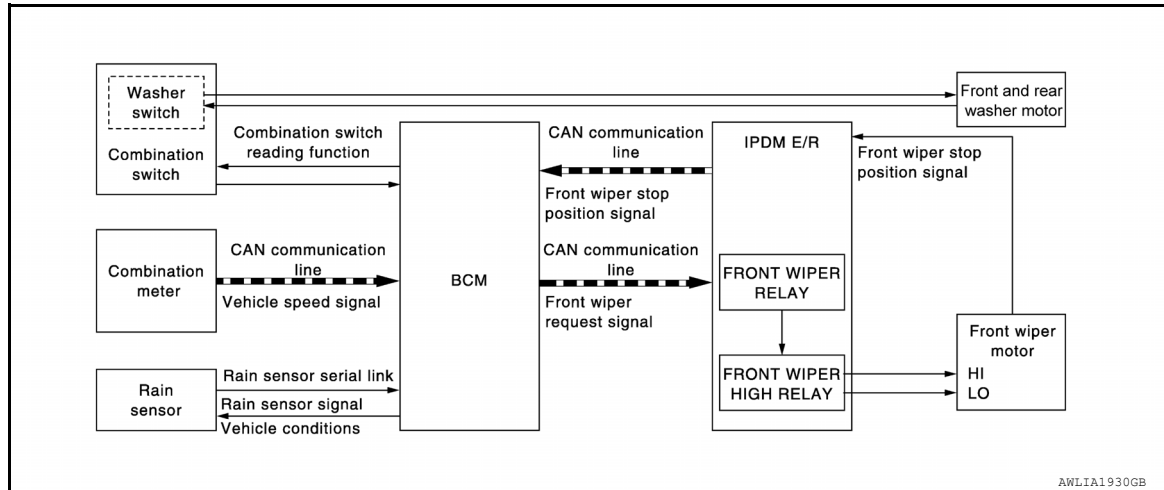 Washer
switch
Combination
switch
Combination switch
reading function
Front and rear
washer motor
CAN communication
line
Front wiper stop
position signal
IPDM E/R
Front wiper stop
position signal
Combination
meter
CAN communication
line
Vehicle speed signal
BCM
CAN communication
line
Front wiper
request signal
FRONT WIPER
RELAY
FRONT WIPER
HIGH RELAY
Front wiper
motor
HI
LO
Rain
sensor
Rain sensor serial link
Rain sensor signal
Vehicle conditions
AWLIA1930GB